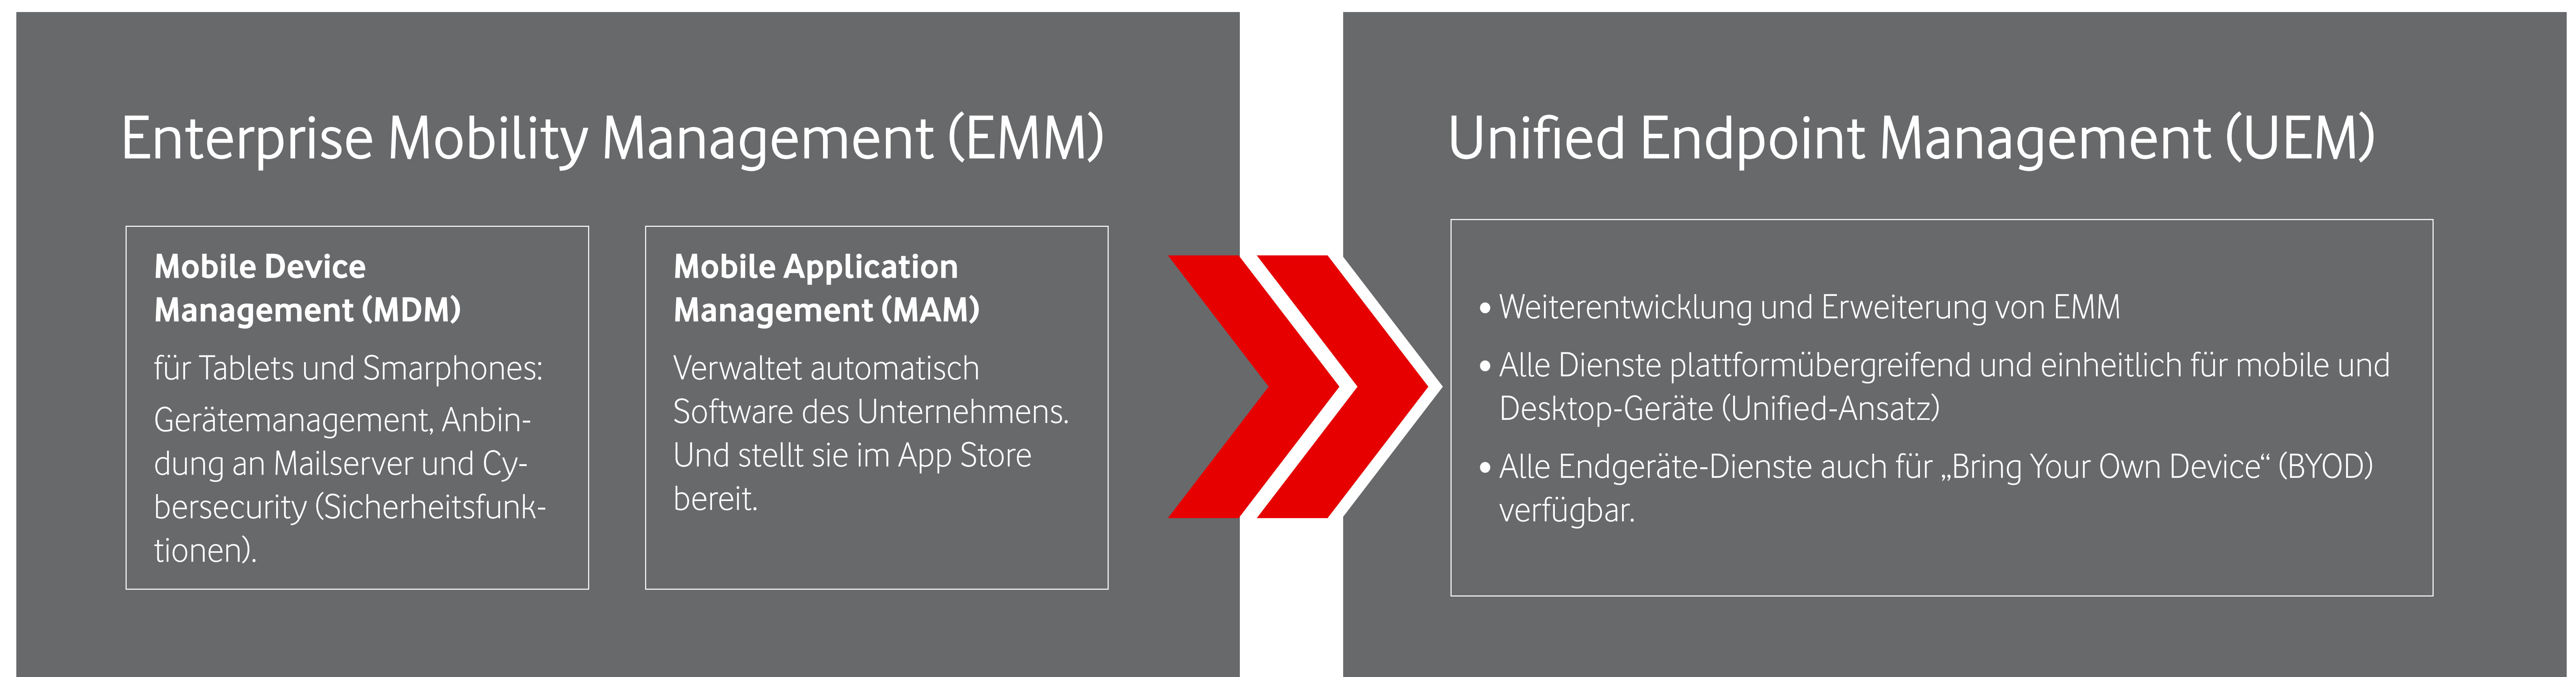 Enterprise Mobility Management (EMM)
Mobile Device
Management (MDM)
für Tablets und Smarphones:
Gerätemanagement, Anbin-
dung an Mailserver und Cy-
bersecurity (Sicherheitsfunk-
tionen).
Mobile Application
Management (MAM)
Verwaltet automatisch
Software des Unternehmens.
Und stellt sie im App Store
bereit.
Unified Endpoint Management (UEM)
• Weiterentwicklung und Erweiterung von EMM
• Alle Dienste plattformübergreifend und einheitlich für mobile und
Desktop-Geräte (Unified-Ansatz)
• Alle Endgeräte-Dienste auch für „Bring Your Own Device“ (BYOD)
verfügbar.